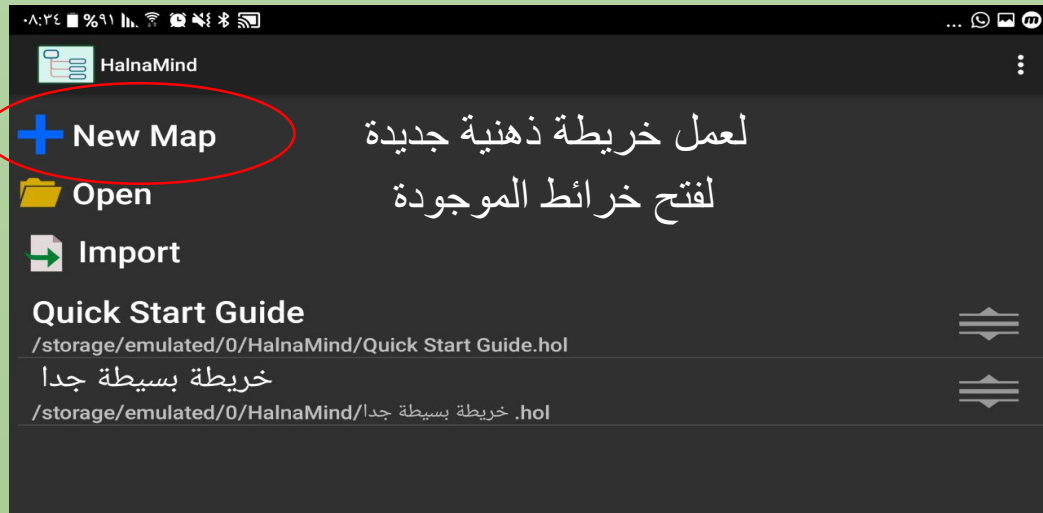 ٠٨:٣٤ %٩١ ...
HalnaMind
New Map لعمل خريطة ذهنية جديدة
Open لفتح خرائط الموجودة
Import
Quick Start Guide
/storage/emulated/0/HalnaMind/Quick Start Guide.hol
خريطة بسيطة جدا
/storage/emulated/0/HalnaMind/خريطة بسيطة جدا.hol